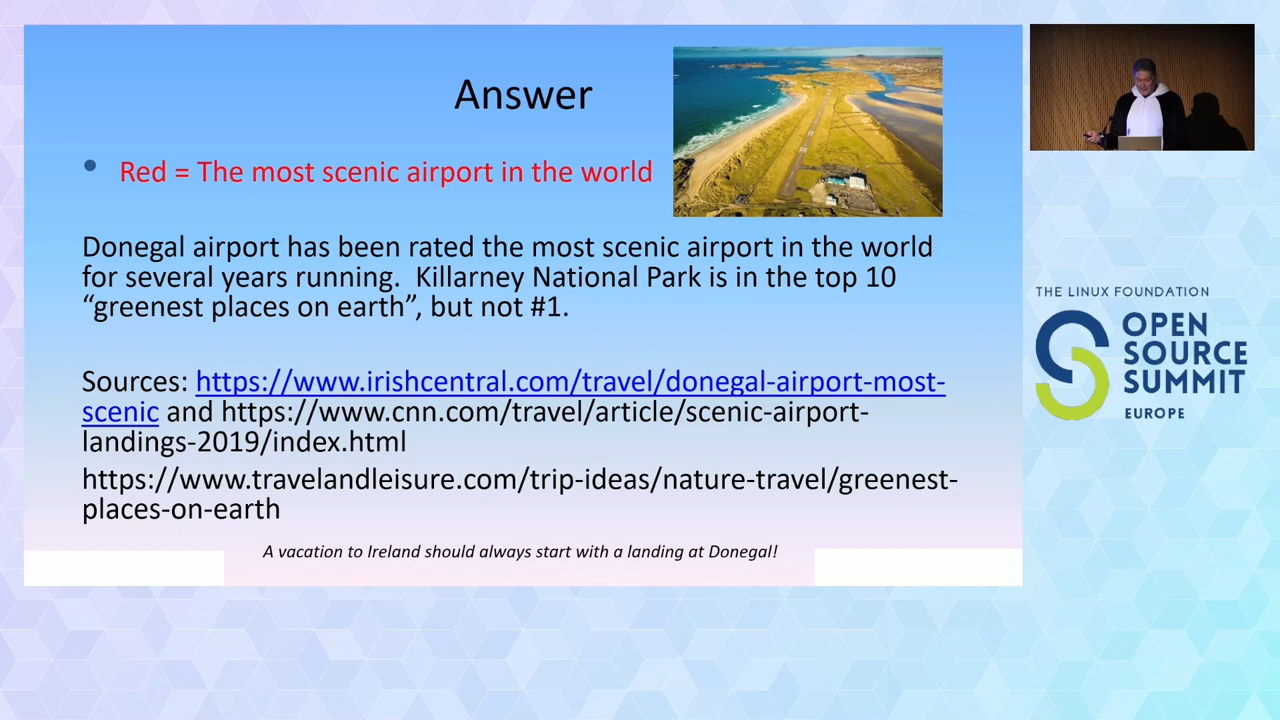 Answer
• Red = The most scenic airport in the world
Donegal airport has been rated the most scenic airport in the world
for several years running. Killarney National Park is in the top 10
“greenest places on earth”, but not #1.
Sources: https://www.irishcentral.com/travel/donegal-airport-most-
scenic and https://www.cnn.com/travel/article/scenic-airport-
landings-2019/index.html
https://www.travelandleisure.com/trip-ideas/nature-travel/greenest-
places-on-earth
A vacation to Ireland should always start with a landing at Donegal!
THE LINUX FOUNDATION
OPEN
SOURCE
SUMMIT
EUROPE